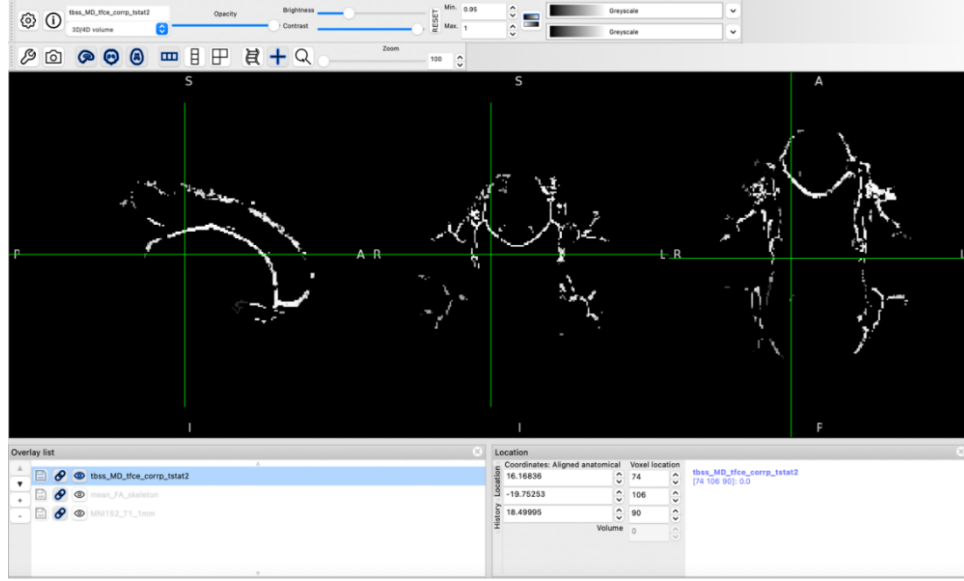 tbss_MD_tfce_corrp_tstat2
3D/4D volume
Opacity
Brightness
Contrast
RESET
Min. 0.95
Max. 1
Greyscale
Greyscale
Zoom
100
S
S
A
P
A R
L R
L
I
I
P
Overlay list
tbss_MD_tfce_corrp_tstat2
mean_FA_skeleton
MNI152_T1_1mm
Location
Location
History
Coordinates: Aligned anatomical Voxel location
16.16836 74
-19.75253 106
18.49995 90
Volume 0
tbss_MD_tfce_corrp_tstat2
[74 106 90]: 0.0